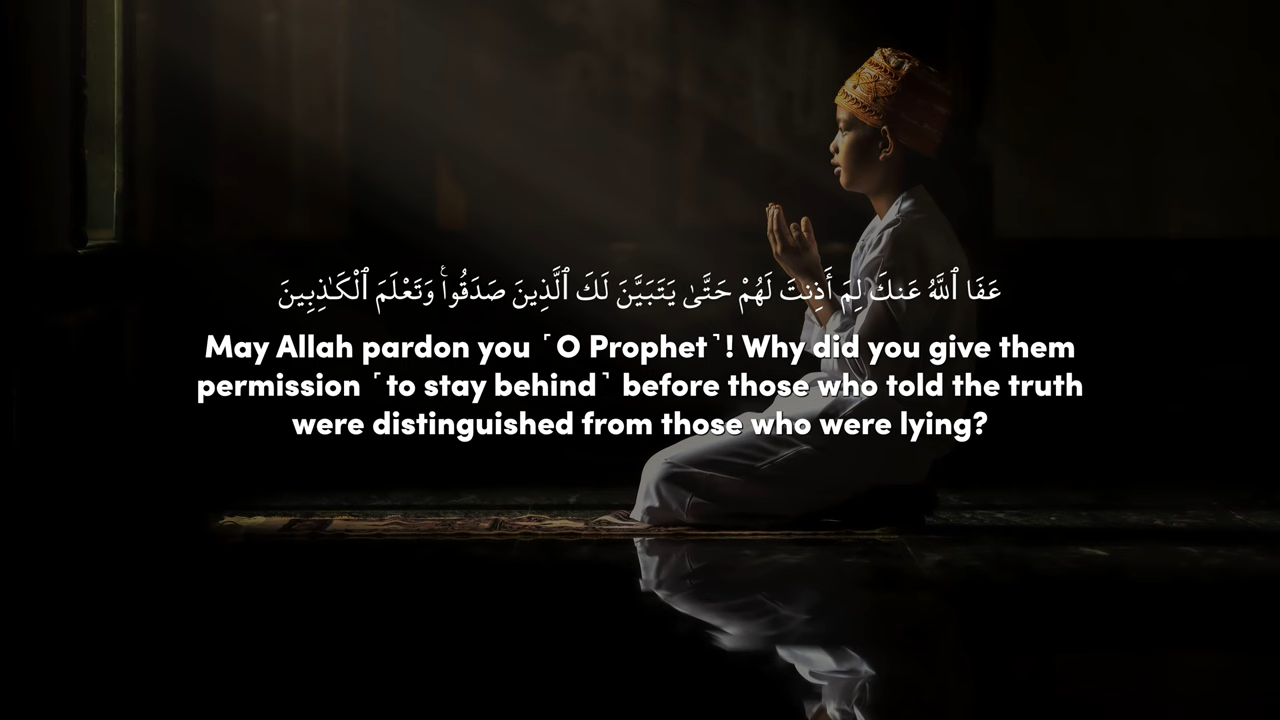 عَفَا ٱللَّهُ عَنكَ لِمَ أَذِنتَ لَهُمْ حَتَّىٰ يَتَبَيَّنَ لَكَ ٱلَّذِينَ صَدَقُوا۟ وَتَعْلَمَ ٱلْكَـٰذِبِينَ
May Allah pardon you ˹O Prophet˺! Why did you give them
permission ˹to stay behind˺ before those who told the truth
were distinguished from those who were lying?